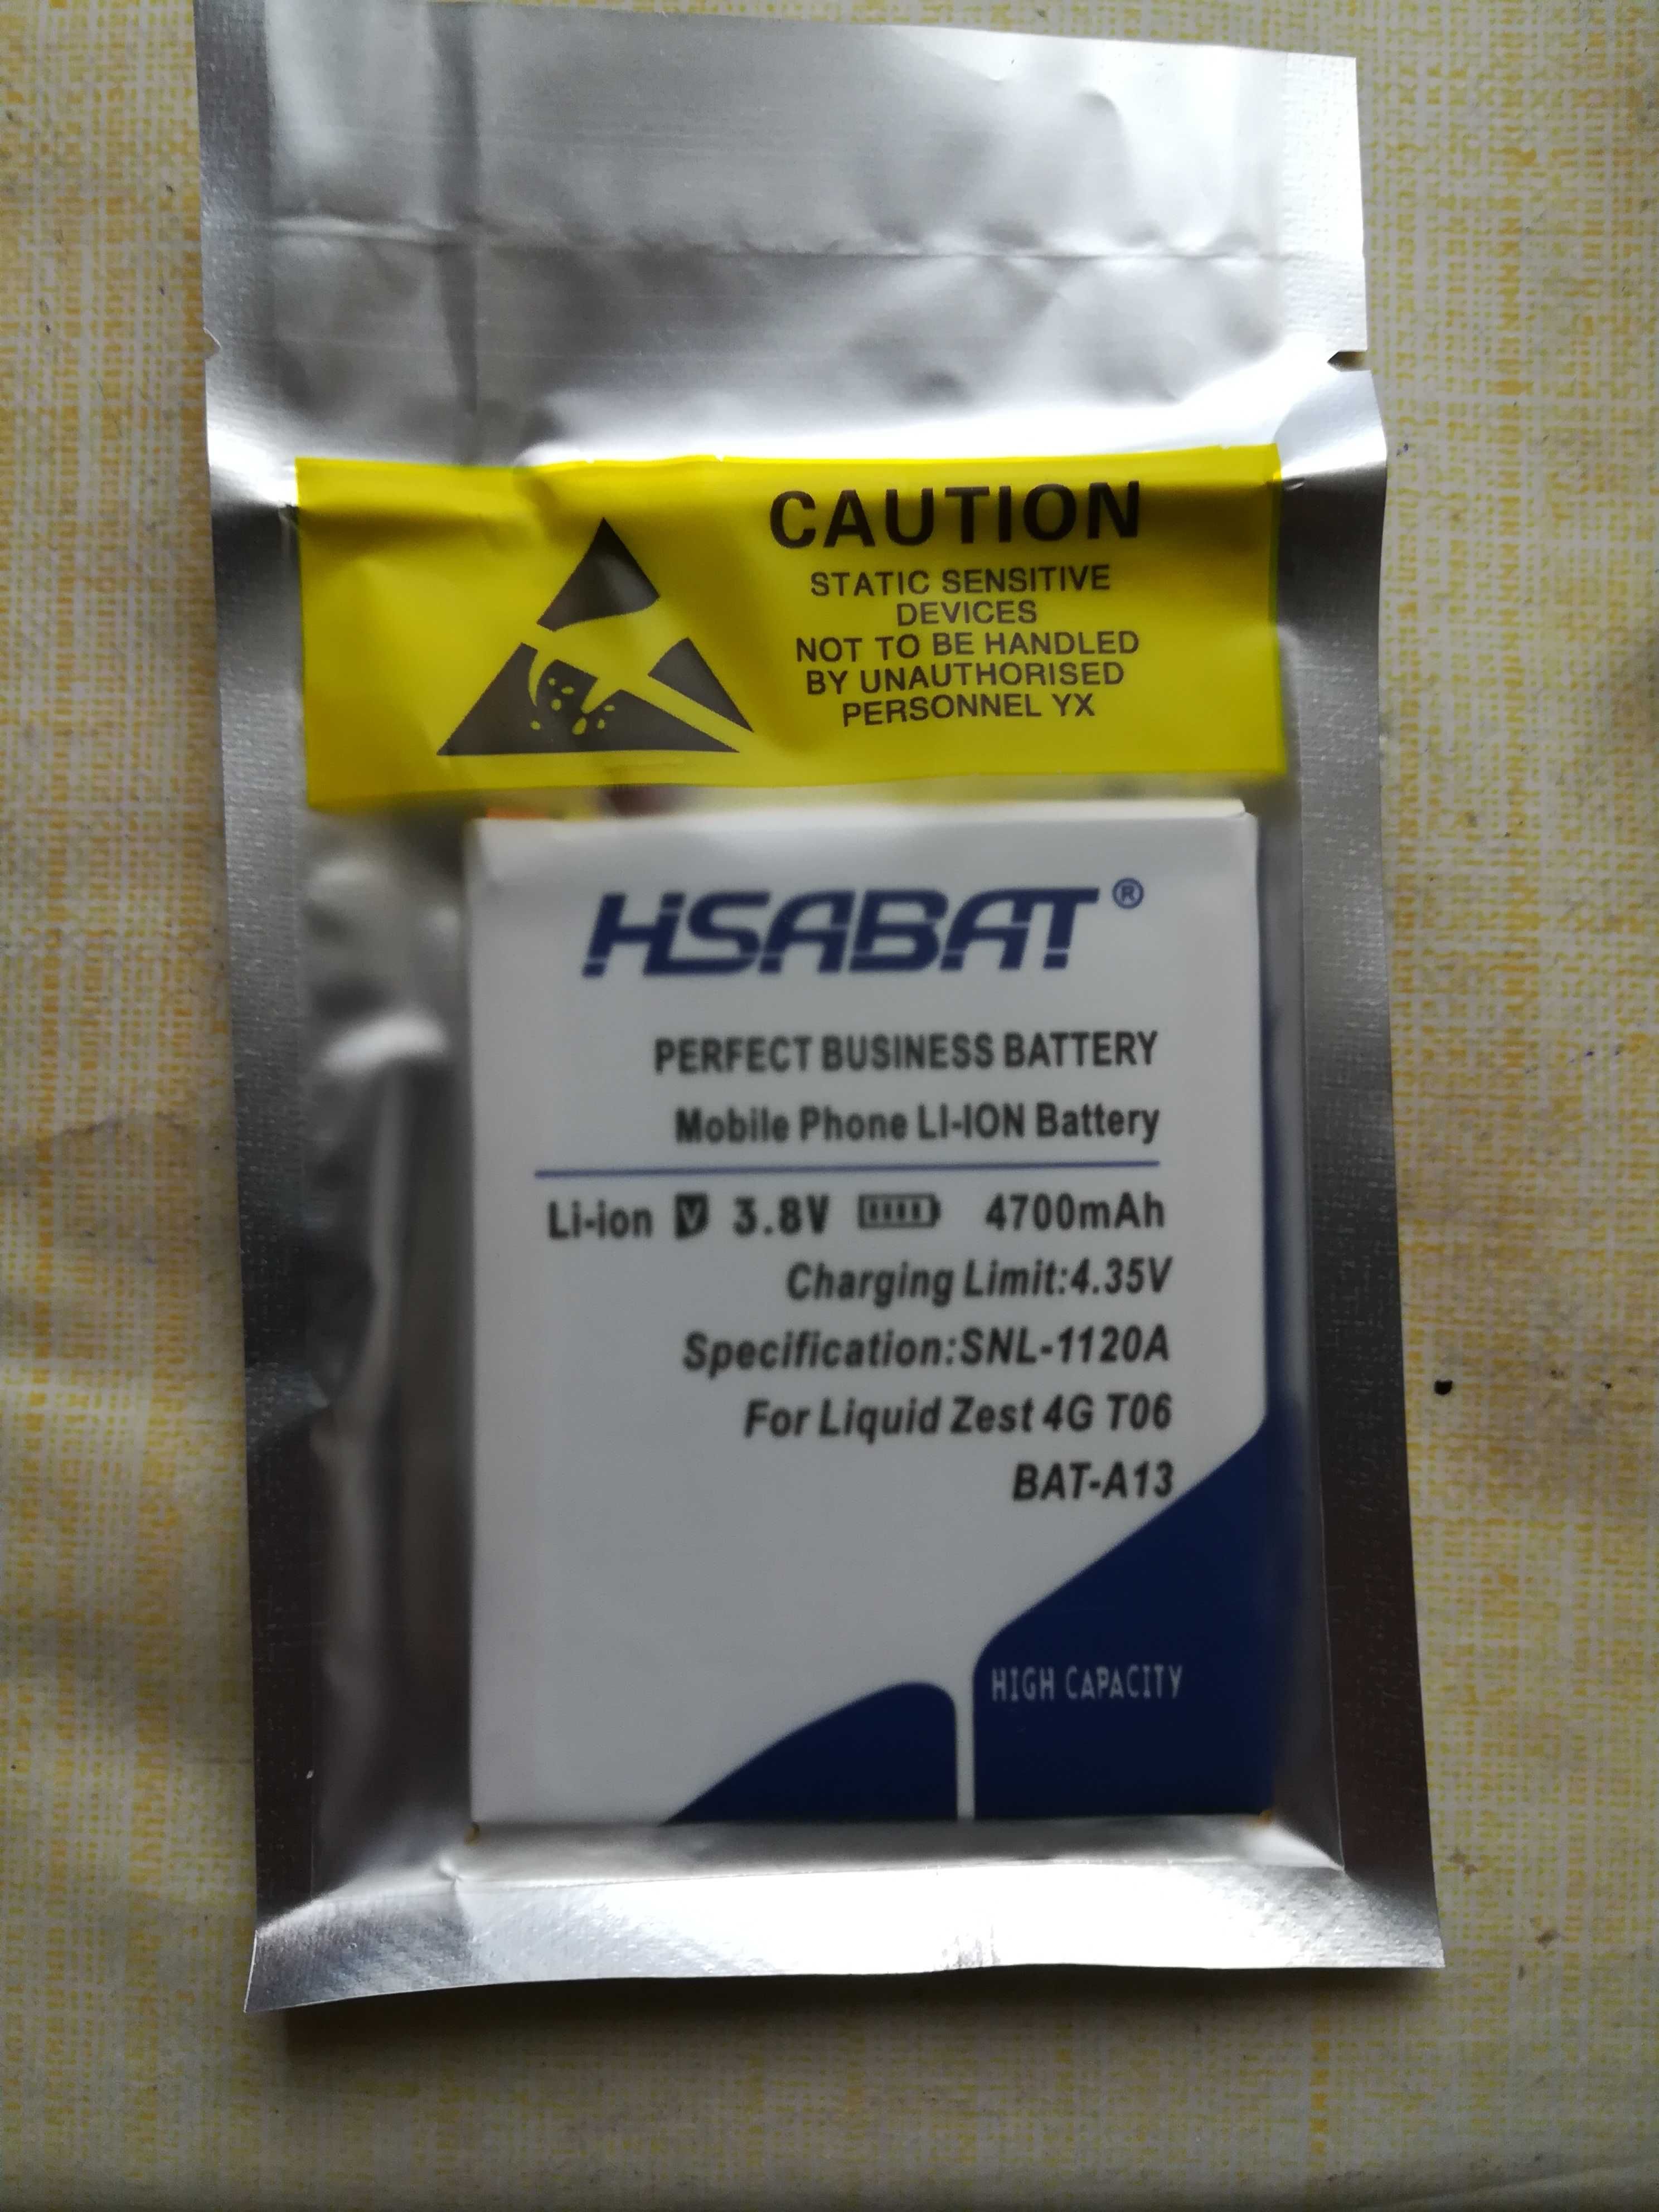 CAUTION
STATIC SENSITIVE
DEVICES
NOT TO BE HANDLED
BY UNAUTHORISED
PERSONNEL YX
HSABAT®
PERFECT BUSINESS BATTERY
Mobile Phone LI-ION Battery
Li-ion V 3.8V 4700mAh
Charging Limit:4.35V
Specification:SNL-1120A
For Liquid Zest 4G T06
BAT-A13
HIGH CAPACITY